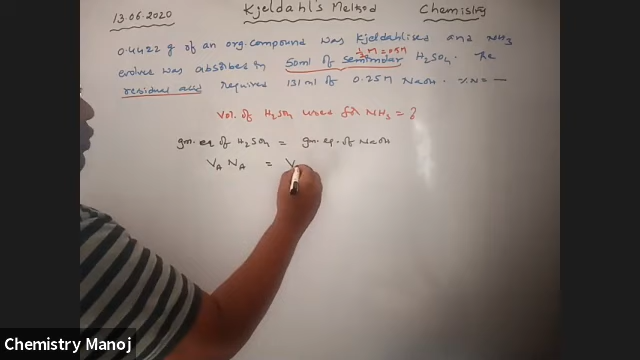 13.06.2020 Kjeldahl's Method Chemistry
0.4422 g of an org. compound was Kjeldahlised and NH3
1/2 M = 0.5M
evolved was absorbed in 50ml of semimolar H2SO4. The
residual acid required 131 ml of 0.25M NaOH. % N = —
Vol. of H2SO4 used for NH3 = ?
gm. eq of H2SO4 = gm. eq. of NaOH
VA NA = V
Chemistry Manoj